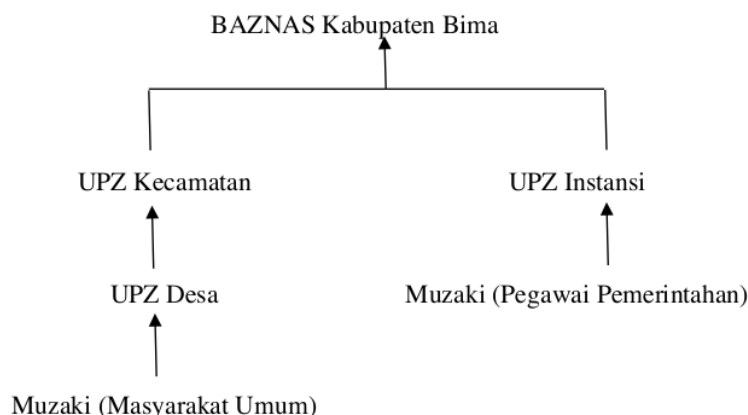 BAZNAS Kabupaten Bima
UPZ Kecamatan
UPZ Instansi
UPZ Desa
Muzaki (Pegawai Pemerintahan)
Muzaki (Masyarakat Umum)